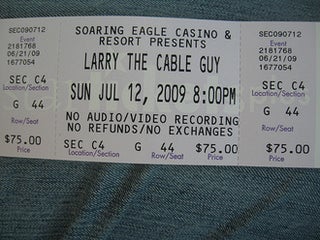 SEC090712
Event
2181768
06/21/09
1677054
SEC C4
Location/Section
G 44
Row/Seat
$75.00
Price
SOARING EAGLE CASINO &
RESORT PRESENTS
LARRY THE CABLE GUY
SUN JUL 12, 2009 8:00PM
NO AUDIO/VIDEO RECORDING
NO REFUNDS/NO EXCHANGES
SEC C4 G 44 $75.00
Location/Section Row/Seat Price
SEC090712
Event
2181768
06/21/09
1677054
SEC C4
Location/Section
G 44
Row/Seat
$75.00
Price